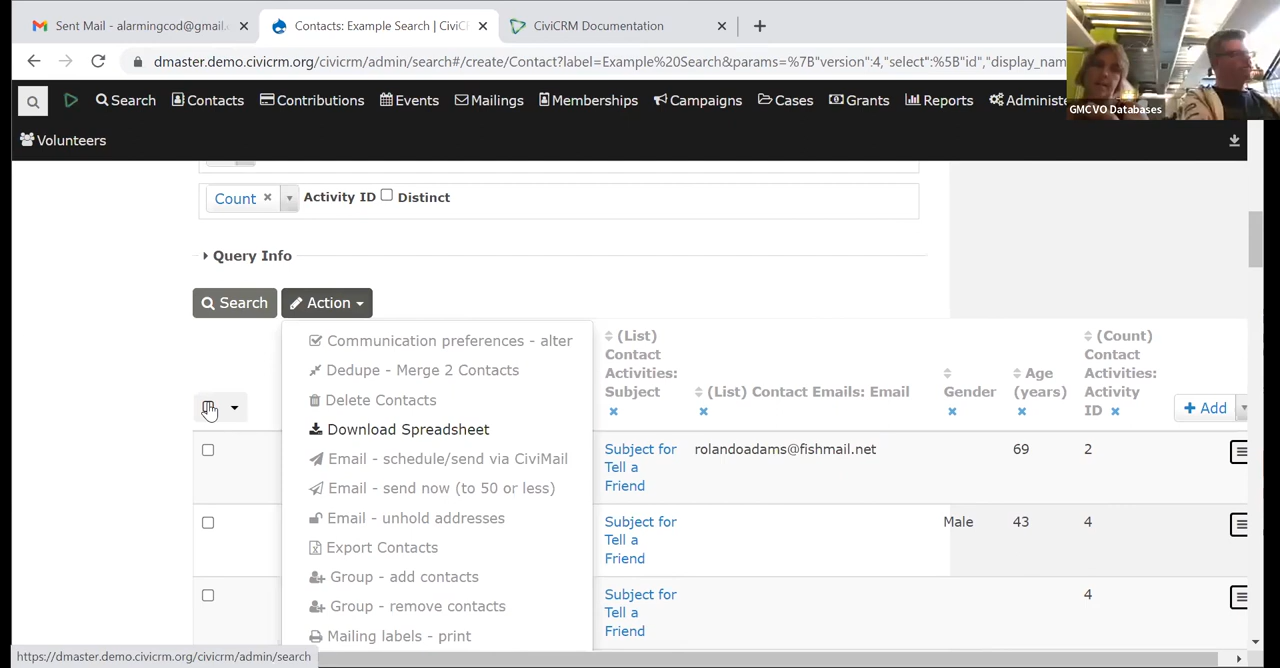 Sent Mail - alarmingcod@gmail.
Contacts: Example Search | CiviC
CiviCRM Documentation
dmaster.demo.civicrm.org/civicrm/admin/search#/create/Contact?label=Example%20Search&params=%7B"version":4,"select":%5B"id","display_nam
GMCVO Databases
Search
Contacts
Contributions
Events
Mailings
Memberships
Campaigns
Cases
Grants
Reports
Administe
Volunteers
Count × Activity ID Distinct
Query Info
Search
Action
Communication preferences - alter
Dedupe - Merge 2 Contacts
Delete Contacts
Download Spreadsheet
Email - schedule/send via CiviMail
Email - send now (to 50 or less)
Email - unhold addresses
Export Contacts
Group - add contacts
Group - remove contacts
Mailing labels - print
(List)
Contact
Activities:
Subject
(List) Contact Emails: Email
Gender
Age
(years)
(Count)
Contact
Activities:
Activity
ID
+ Add
Subject for
Tell a
Friend
rolandoadams@fishmail.net
69
2
Subject for
Tell a
Friend
Male
43
4
Subject for
Tell a
Friend
4
https://dmaster.demo.civicrm.org/civicrm/admin/search